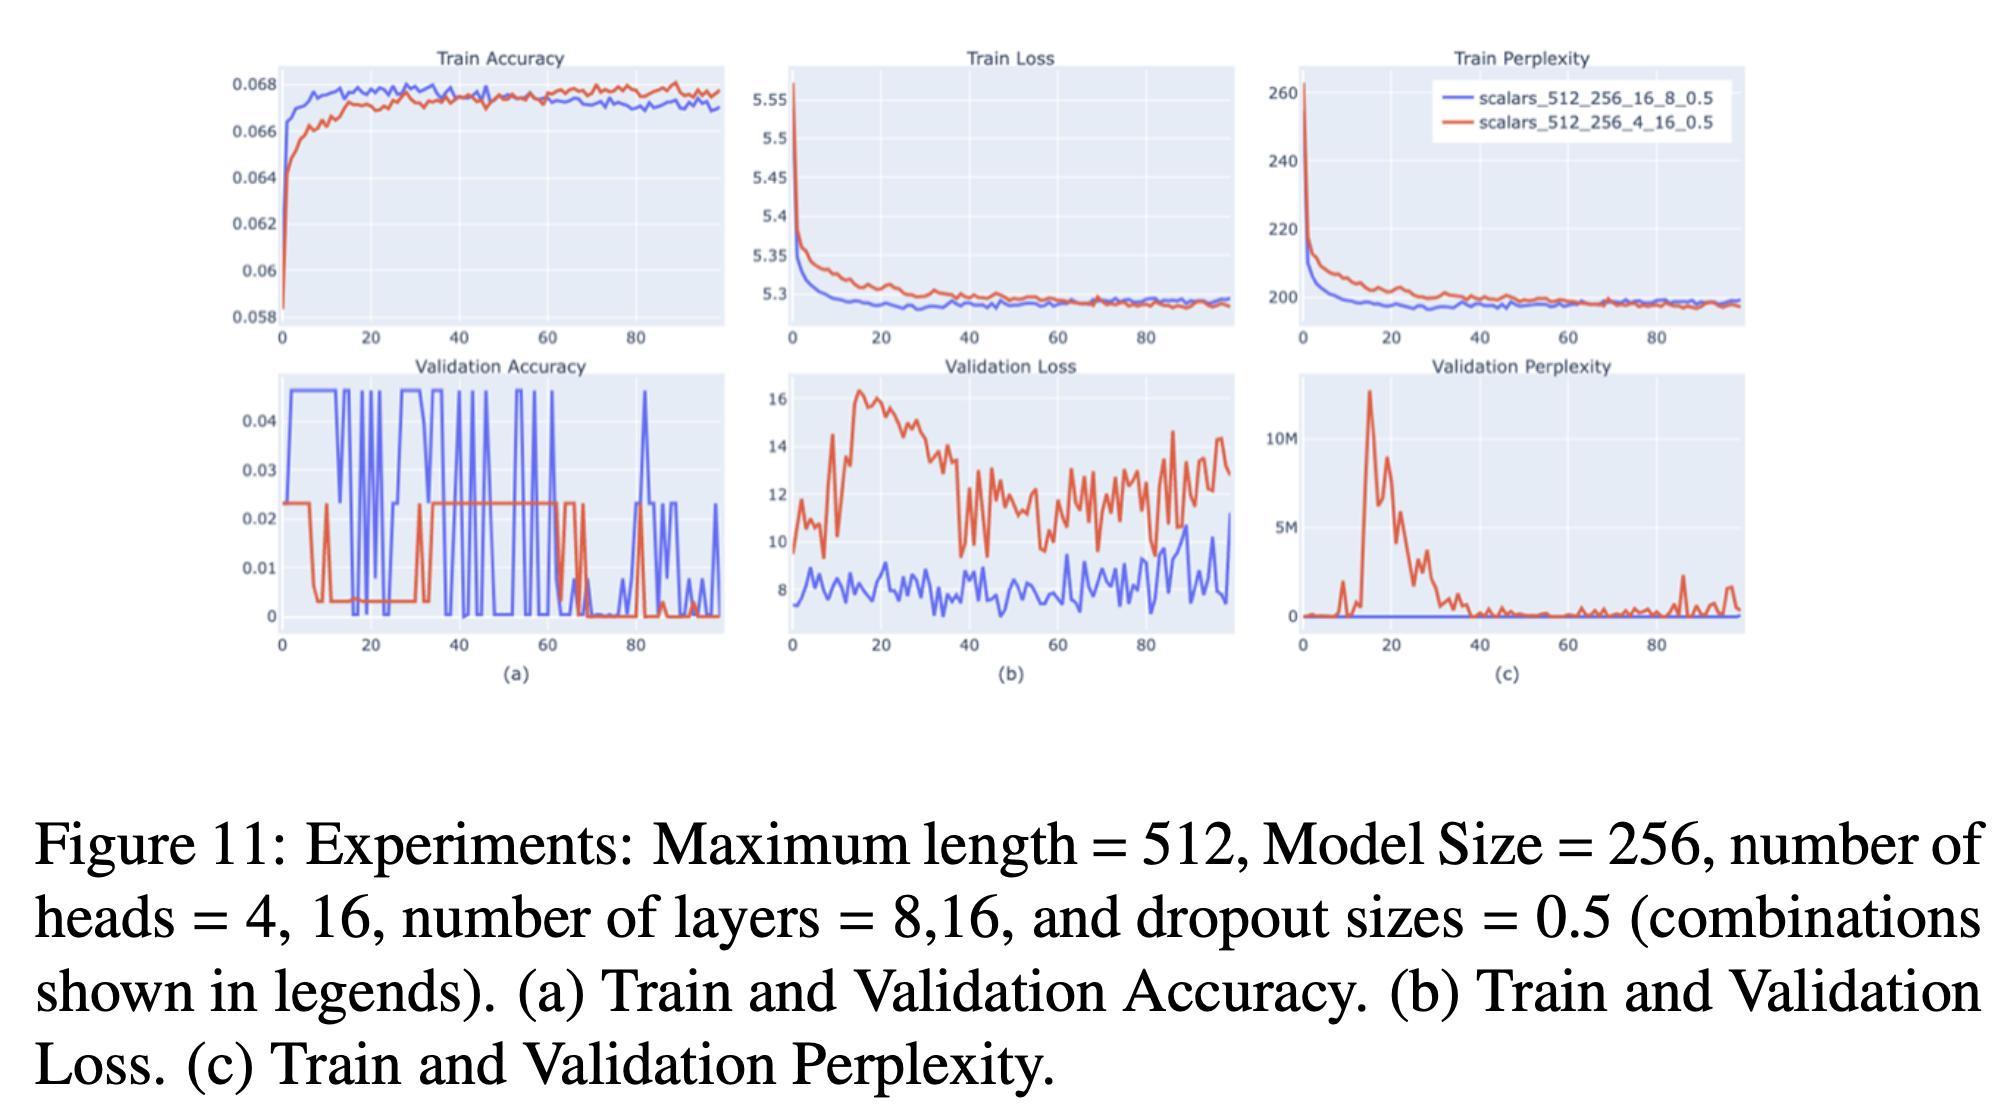 Train Accuracy
0.068
0.066
0.064
0.062
0.06
0.058
0 20 40 60 80
Train Loss
5.55
5.5
5.45
5.4
5.35
5.3
0 20 40 60 80
Train Perplexity
260
240
220
200
0 20 40 60 80
scalars_512_256_16_8_0.5
scalars_512_256_4_16_0.5
Validation Accuracy
0.04
0.03
0.02
0.01
0
0 20 40 60 80
(a)
Validation Loss
16
14
12
10
8
0 20 40 60 80
(b)
Validation Perplexity
10M
5M
0
0 20 40 60 80
(c)
Figure 11: Experiments: Maximum length = 512, Model Size = 256, number of
heads = 4, 16, number of layers = 8,16, and dropout sizes = 0.5 (combinations
shown in legends). (a) Train and Validation Accuracy. (b) Train and Validation
Loss. (c) Train and Validation Perplexity.